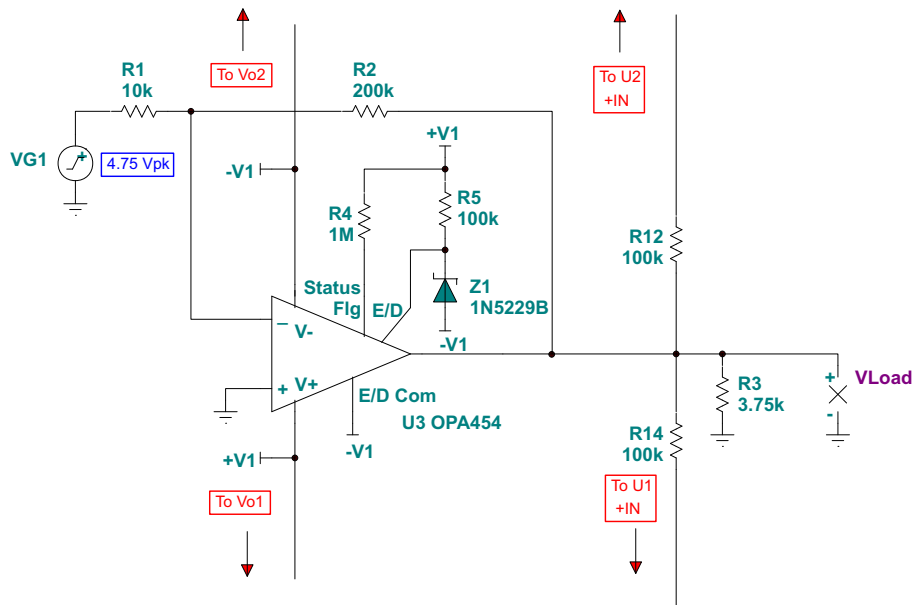 To Vo2
To U2
+IN
R1
10k
R2
200k
+V1
VG1
+
4.75 Vpk
-V1
R4
1M
R5
100k
R12
100k
Status
Flg
E/D
Z1
1N5229B
-V1
−
V-
+
V+
E/D Com
U3 OPA454
-V1
+V1
R3
3.75k
+
VLoad
-
R14
100k
To Vo1
To U1
+IN